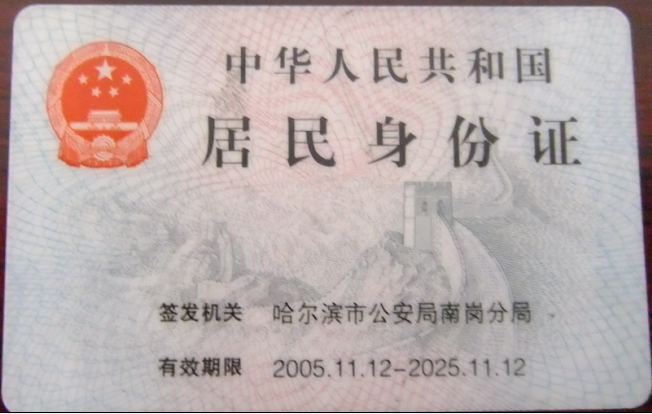 中华人民共和国
居民身份证
签发机关 哈尔滨市公安局南岗分局
有效期限 2005.11.12-2025.11.12